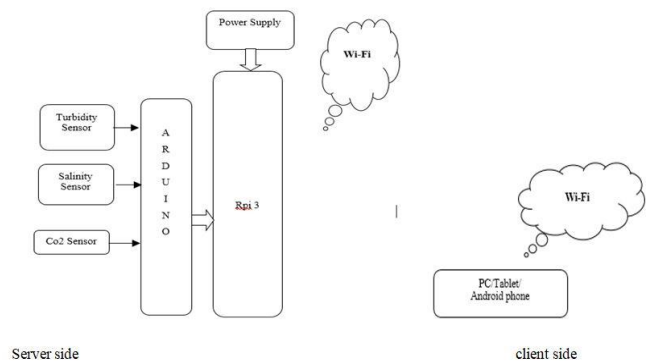 Power Supply
Wi-Fi
Turbidity
Sensor
Salinity
Sensor
Co2 Sensor
A
R
D
U
I
N
O
Rpi 3
Wi-Fi
PC/Tablet/
Android phone
Server side
client side